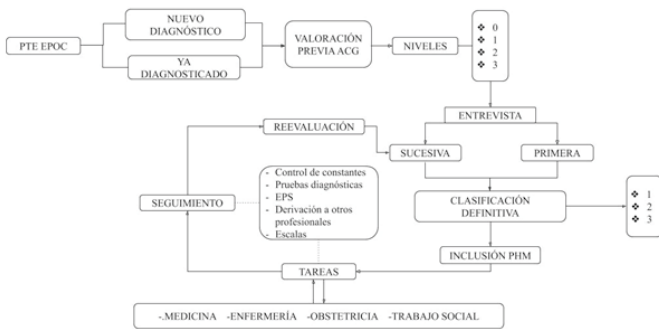 PTE EPOC
NUEVO
DIAGNÓSTICO
YA
DIAGNOSTICADO
VALORACIÓN
PREVIA ACG
NIVELES
❖ 0
❖ 1
❖ 2
❖ 3
ENTREVISTA
REEVALUACIÓN
SUCESIVA
PRIMERA
SEGUIMIENTO
- Control de constantes
- Pruebas diagnósticas
- EPS
- Derivación a otros
profesionales
- Escalas
CLASIFICACIÓN
DEFINITIVA
❖ 1
❖ 2
❖ 3
INCLUSIÓN PHM
TAREAS
-.MEDICINA -ENFERMERÍA -OBSTETRICIA -TRABAJO SOCIAL